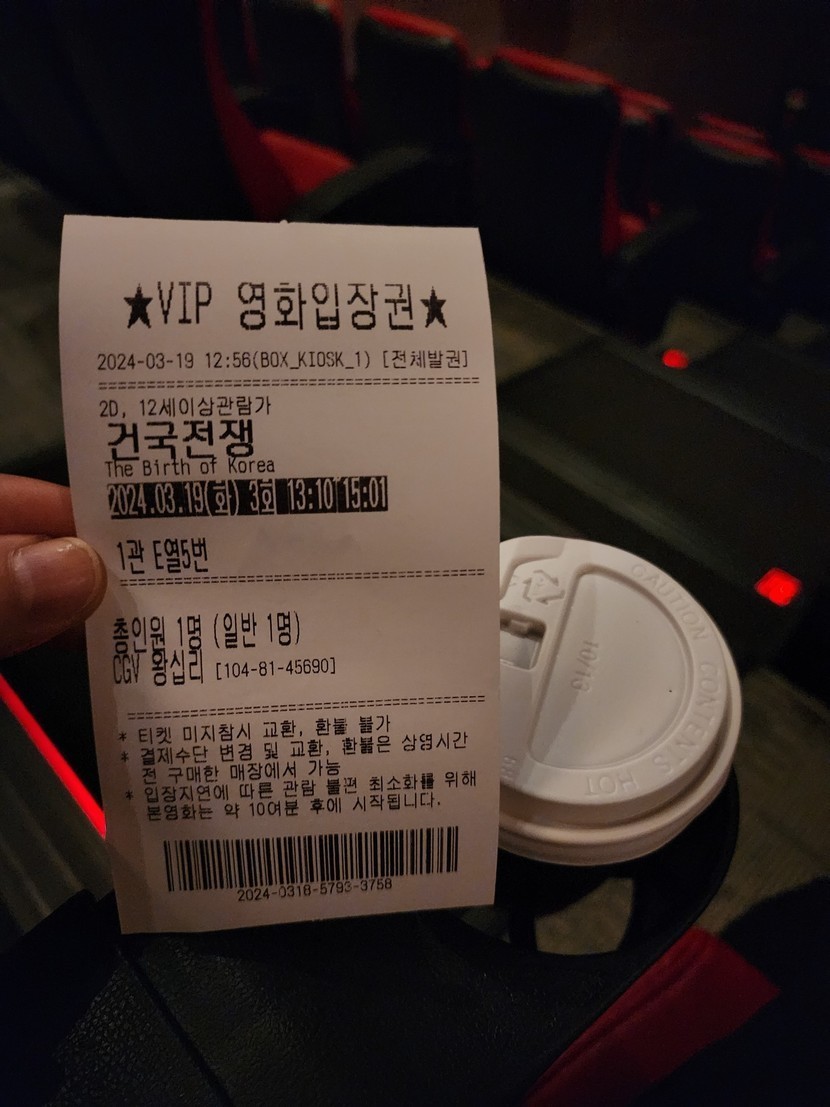 ★VIP 영화입장권★
2024-03-19 12:56(BOX_KIOSK_1) [전체발권]
2D, 12세이상관람가
건국전쟁
The Birth of Korea
2024.03.19(화) 3회 13:10 15:01
1관 E열5번
총인원 1명 (일반 1명)
CGV 왕십리 [104-81-45690]
* 티켓 미지참시 교환, 환불 불가
* 결제수단 변경 및 교환, 환불은 상영시간
전 구매한 매장에서 가능
* 입장지연에 따른 관람 불편 최소화를 위해
본영화는 약 10여분 후에 시작됩니다.
2024-0318-5793-3758
CAUTION CONTENTS HOT